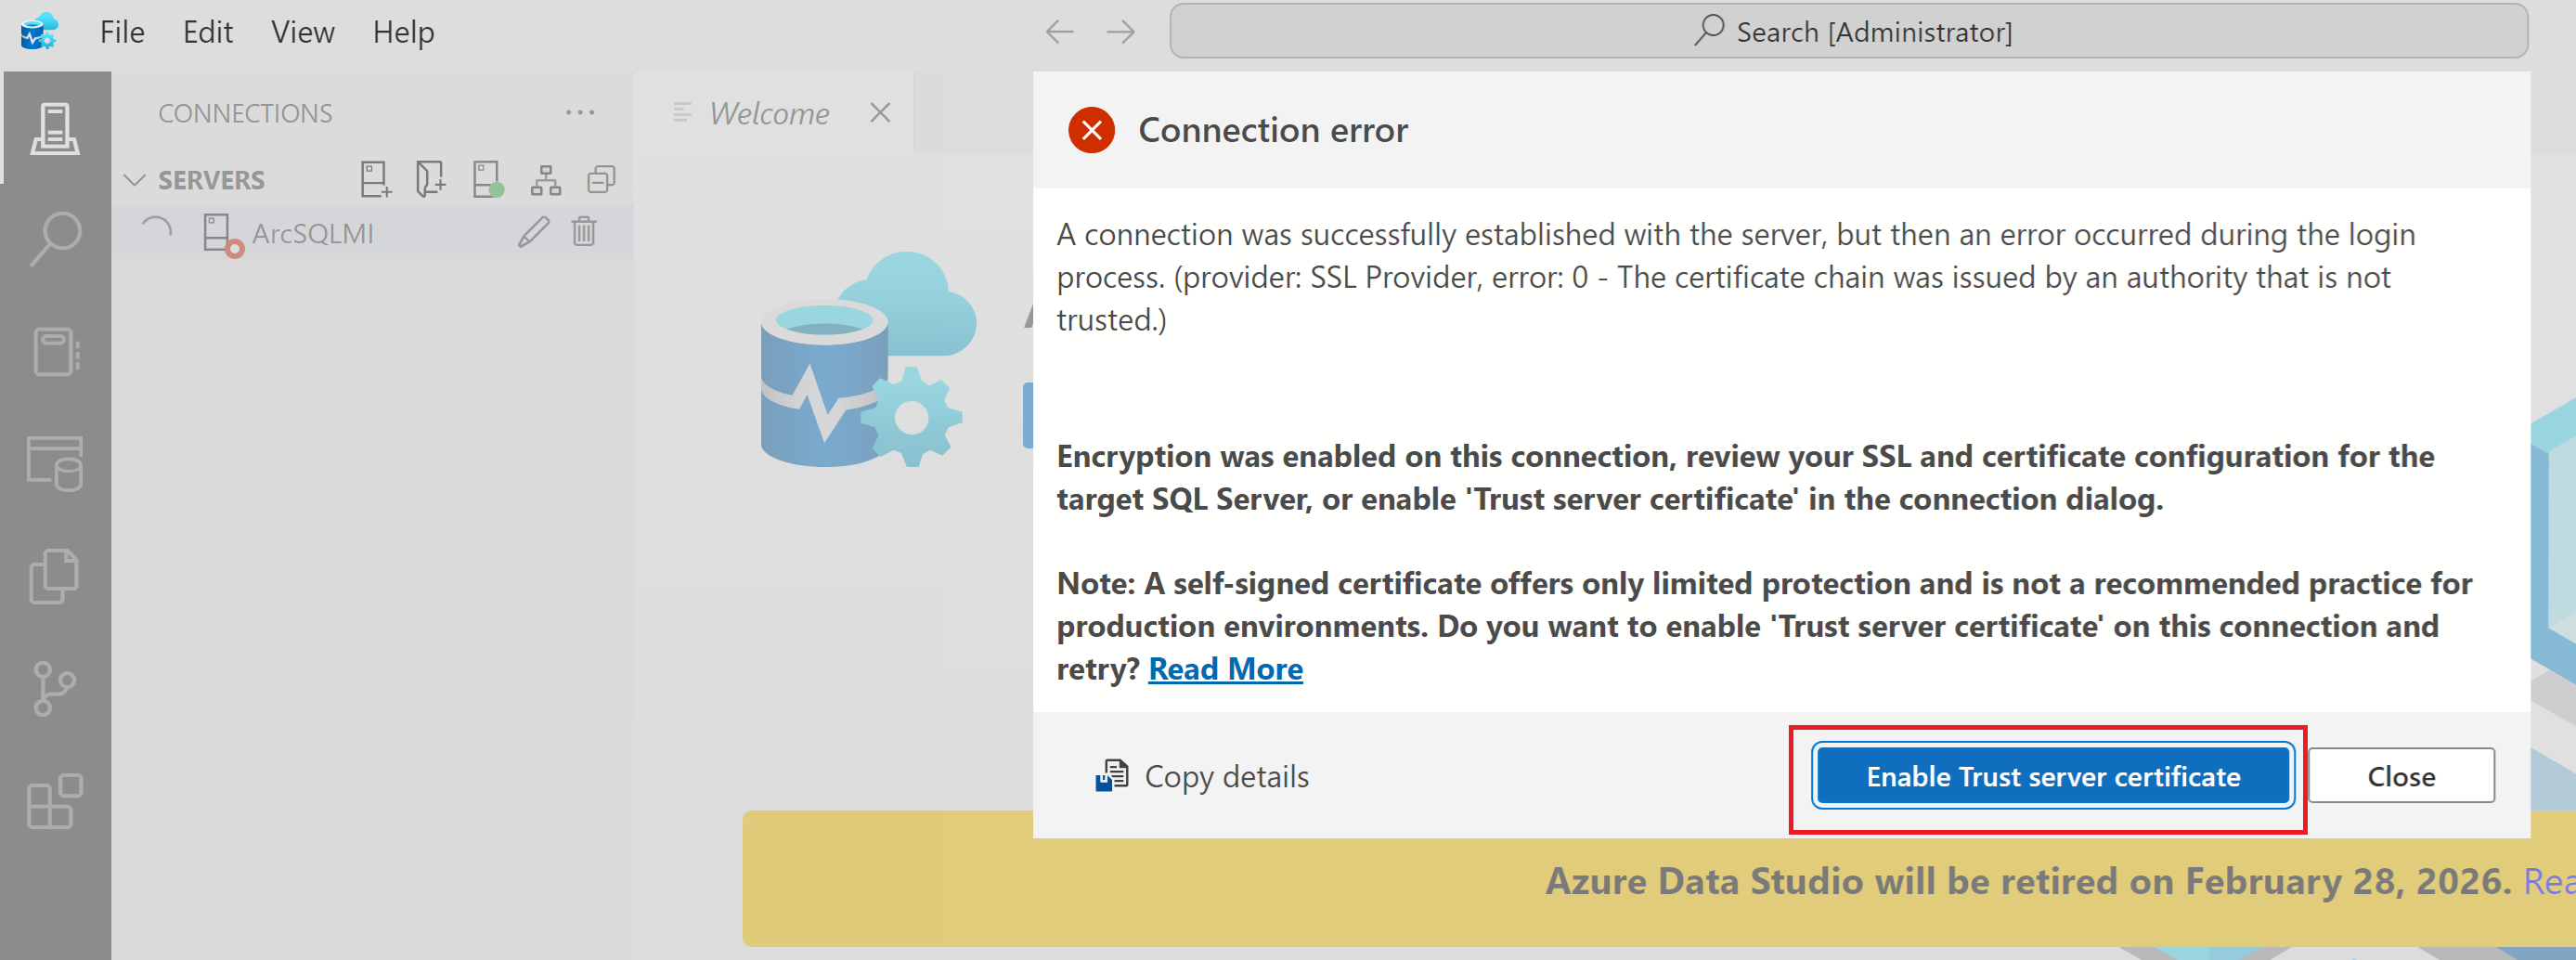 File Edit View Help
Search [Administrator]
CONNECTIONS
Welcome
SERVERS
ArcSQLMI
Connection error
A connection was successfully established with the server, but then an error occurred during the login
process. (provider: SSL Provider, error: 0 - The certificate chain was issued by an authority that is not
trusted.)
Encryption was enabled on this connection, review your SSL and certificate configuration for the
target SQL Server, or enable 'Trust server certificate' in the connection dialog.
Note: A self-signed certificate offers only limited protection and is not a recommended practice for
production environments. Do you want to enable 'Trust server certificate' on this connection and
retry? Read More
Copy details
Enable Trust server certificate
Close
Azure Data Studio will be retired on February 28, 2026.